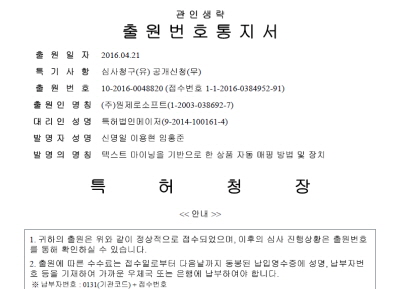 관 인 생 략
출 원 번 호 통 지 서
출 원 일 자 2016.04.21
특 기 사 항 심사청구(유) 공개신청(무)
출 원 번 호 10-2016-0048820 (접수번호 1-1-2016-0384952-91)
출 원 인 명 칭 (주)원제로소프트(1-2003-038692-7)
대 리 인 성 명 특허법인메이저(9-2014-100161-4)
발 명 자 성 명 신명일 이용현 임홍준
발 명 의 명 칭 텍스트 마이닝을 기반으로 한 상품 자동 매핑 방법 및 장치
특 허 청 장
<< 안내 >>
1. 귀하의 출원은 위와 같이 정상적으로 접수되었으며, 이후의 심사 진행상황은 출원번호
를 통해 확인하실 수 있습니다.
2. 출원에 따른 수수료는 접수일로부터 다음날까지 동봉된 납입영수증에 성명, 납부자번
호 등을 기재하여 가까운 우체국 또는 은행에 납부하여야 합니다.
※ 납부자번호 : 0131(기관코드) + 접수번호